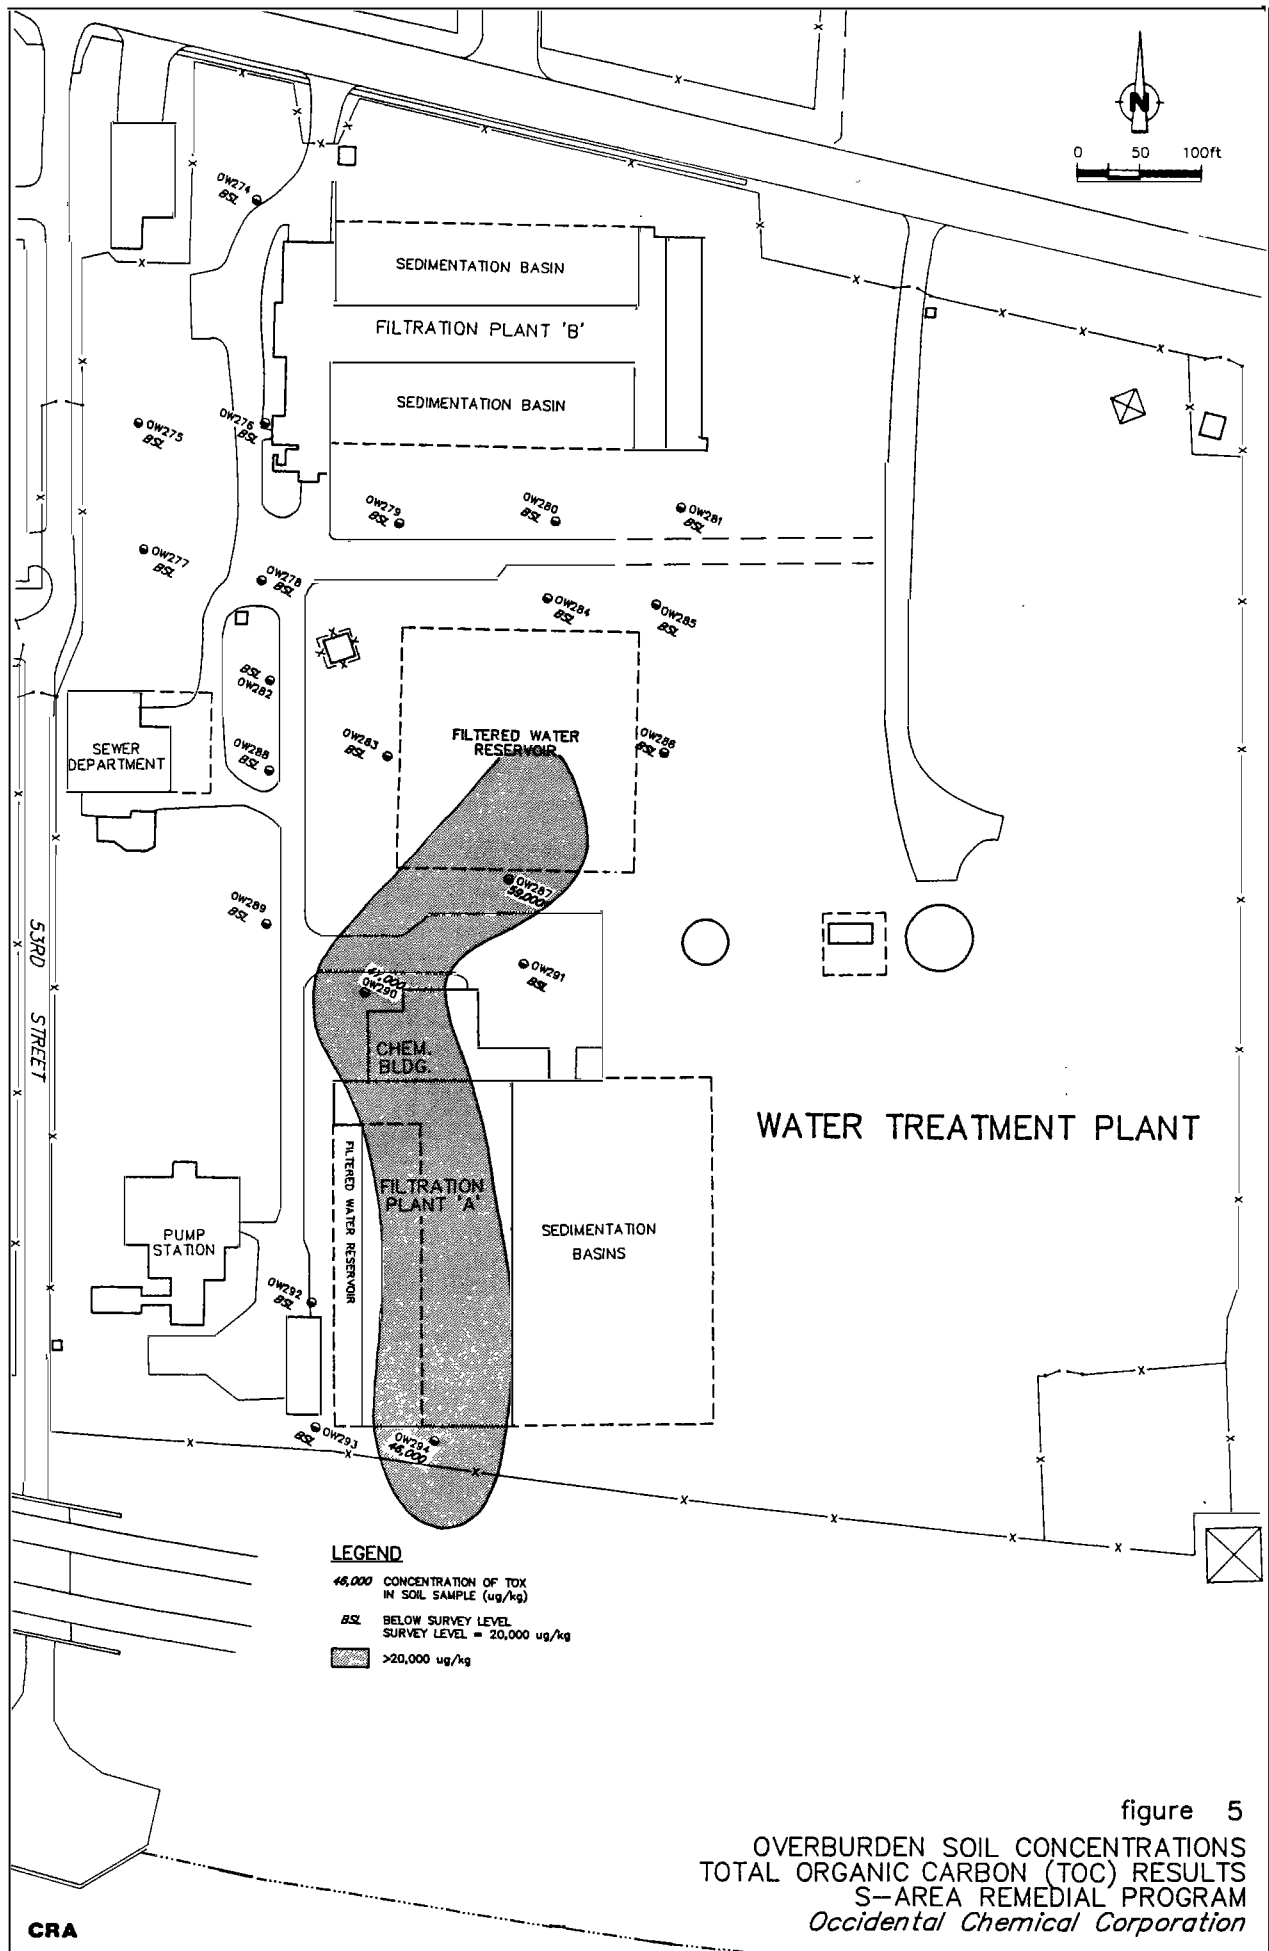 N
0 50 100ft
OW274
BSL
SEDIMENTATION BASIN
FILTRATION PLANT 'B'
SEDIMENTATION BASIN
OW275
BSL
OW276
BSL
OW279
BSL
OW280
BSL
OW281
BSL
OW277
BSL
OW278
BSL
OW284
BSL
OW285
BSL
BSL
OW282
OW283
BSL
FILTERED WATER
RESERVOIR
OW286
BSL
SEWER
DEPARTMENT
OW288
BSL
OW287
OW289
BSL
53RD STREET
OW290
OW291
BSL
CHEM.
BLDG.
WATER TREATMENT PLANT
FILTERED WATER RESERVOIR
FILTRATION
PLANT 'A'
SEDIMENTATION
BASINS
PUMP
STATION
OW292
BSL
OW293
BSL
OW294
46,000
LEGEND
46,000 CONCENTRATION OF TOX
IN SOIL SAMPLE (ug/kg)
BSL BELOW SURVEY LEVEL
SURVEY LEVEL = 20,000 ug/kg
>20,000 ug/kg
figure 5
OVERBURDEN SOIL CONCENTRATIONS
TOTAL ORGANIC CARBON (TOC) RESULTS
S-AREA REMEDIAL PROGRAM
Occidental Chemical Corporation
CRA